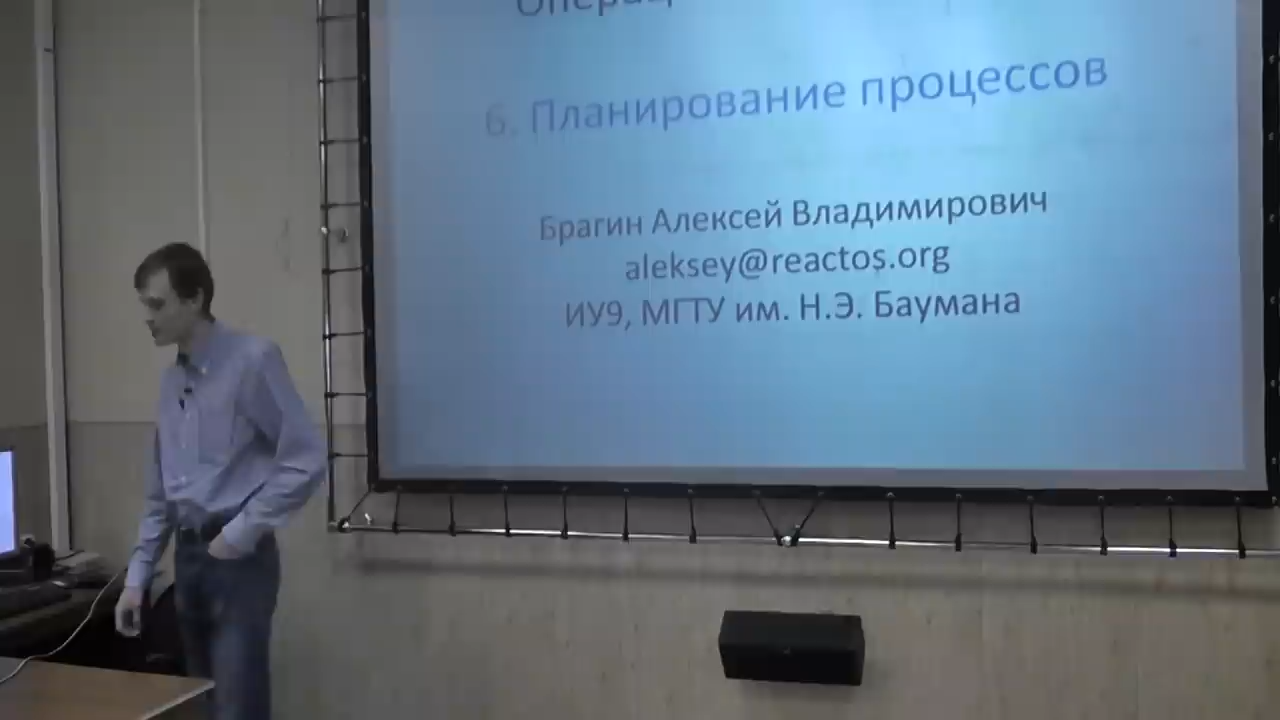 6. Планирование процессов
Брагин Алексей Владимирович
aleksey@reactos.org
ИУ9, МГТУ им. Н.Э. Баумана